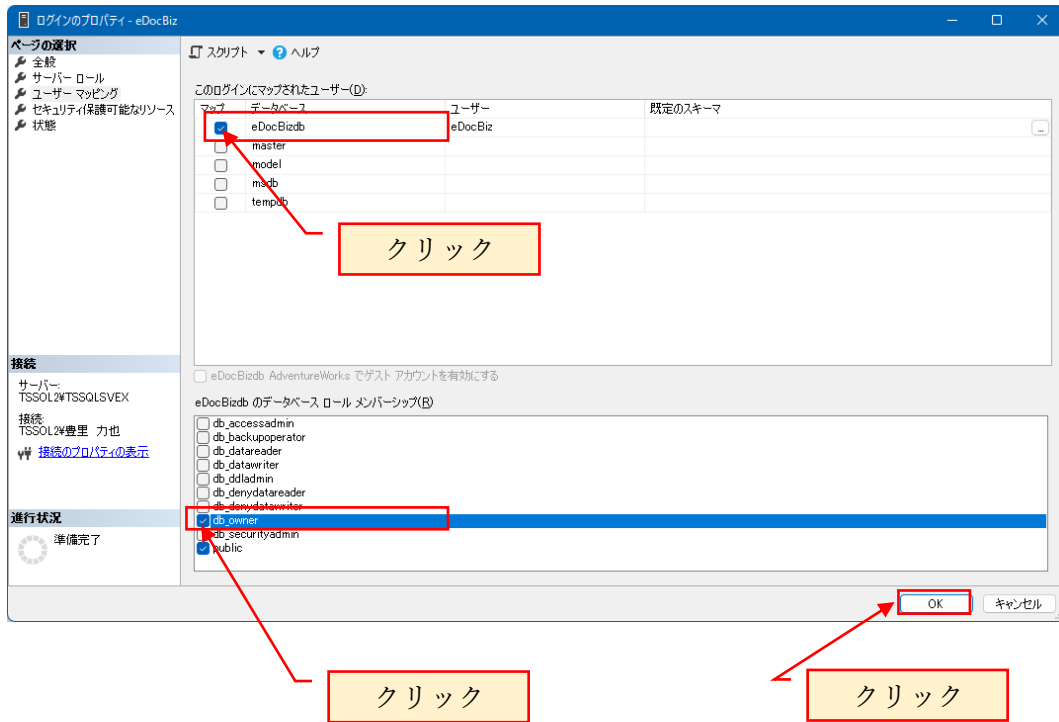 ログインのプロパティ - eDocBiz
ページの選択
全般
サーバー ロール
ユーザー マッピング
セキュリティ保護可能なリソース
状態
スクリプト ヘルプ
このログインにマップされたユーザー(D):
マップ データベース ユーザー 既定のスキーマ
eDocBizdb eDocBiz ...
master
model
msdb
tempdb
クリック
eDocBizdb AdventureWorks でゲスト アカウントを有効にする
eDocBizdb のデータベース ロール メンバーシップ(R)
db_accessadmin
db_backupoperator
db_datareader
db_datawriter
db_ddladmin
db_denydatareader
db_denydatawriter
db_owner
db_securityadmin
public
接続
サーバー:
TSSOL2¥TSSQLSVEX
接続:
TSSOL2¥豊里 力也
接続のプロパティの表示
進行状況
準備完了
OK キャンセル
クリック
クリック